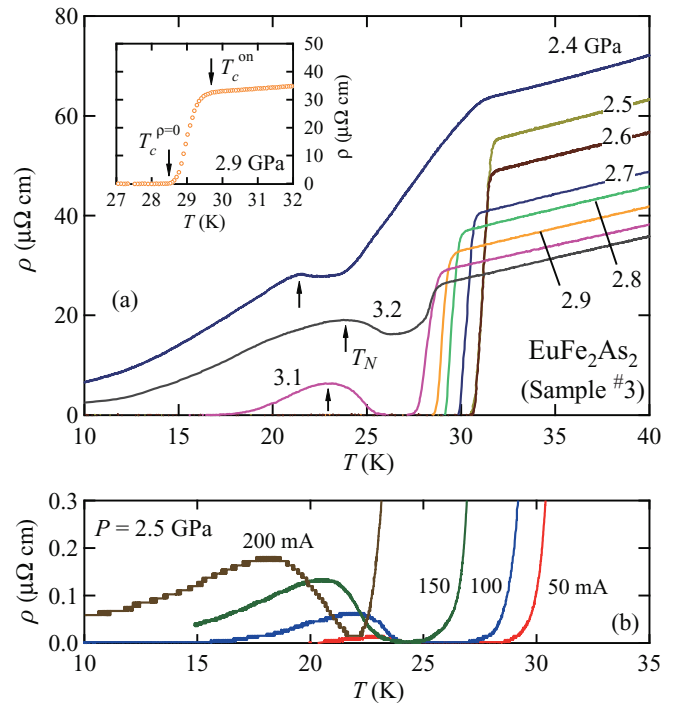 80
60
40
20
0
ρ (μΩ cm)
10
15
20
25
30
35
40
T (K)
(a)
2.4 GPa
2.5
2.6
2.7
2.8
2.9
3.2
3.1
T_N
EuFe₂As₂
(Sample #3)
50
40
30
20
10
0
ρ (μΩ cm)
27
28
29
30
31
32
T (K)
T_c^on
T_c^ρ=0
2.9 GPa
0.3
0.2
0.1
0.0
ρ (μΩ cm)
P = 2.5 GPa
200 mA
150
100
50 mA
(b)
10
15
20
25
30
35
T (K)